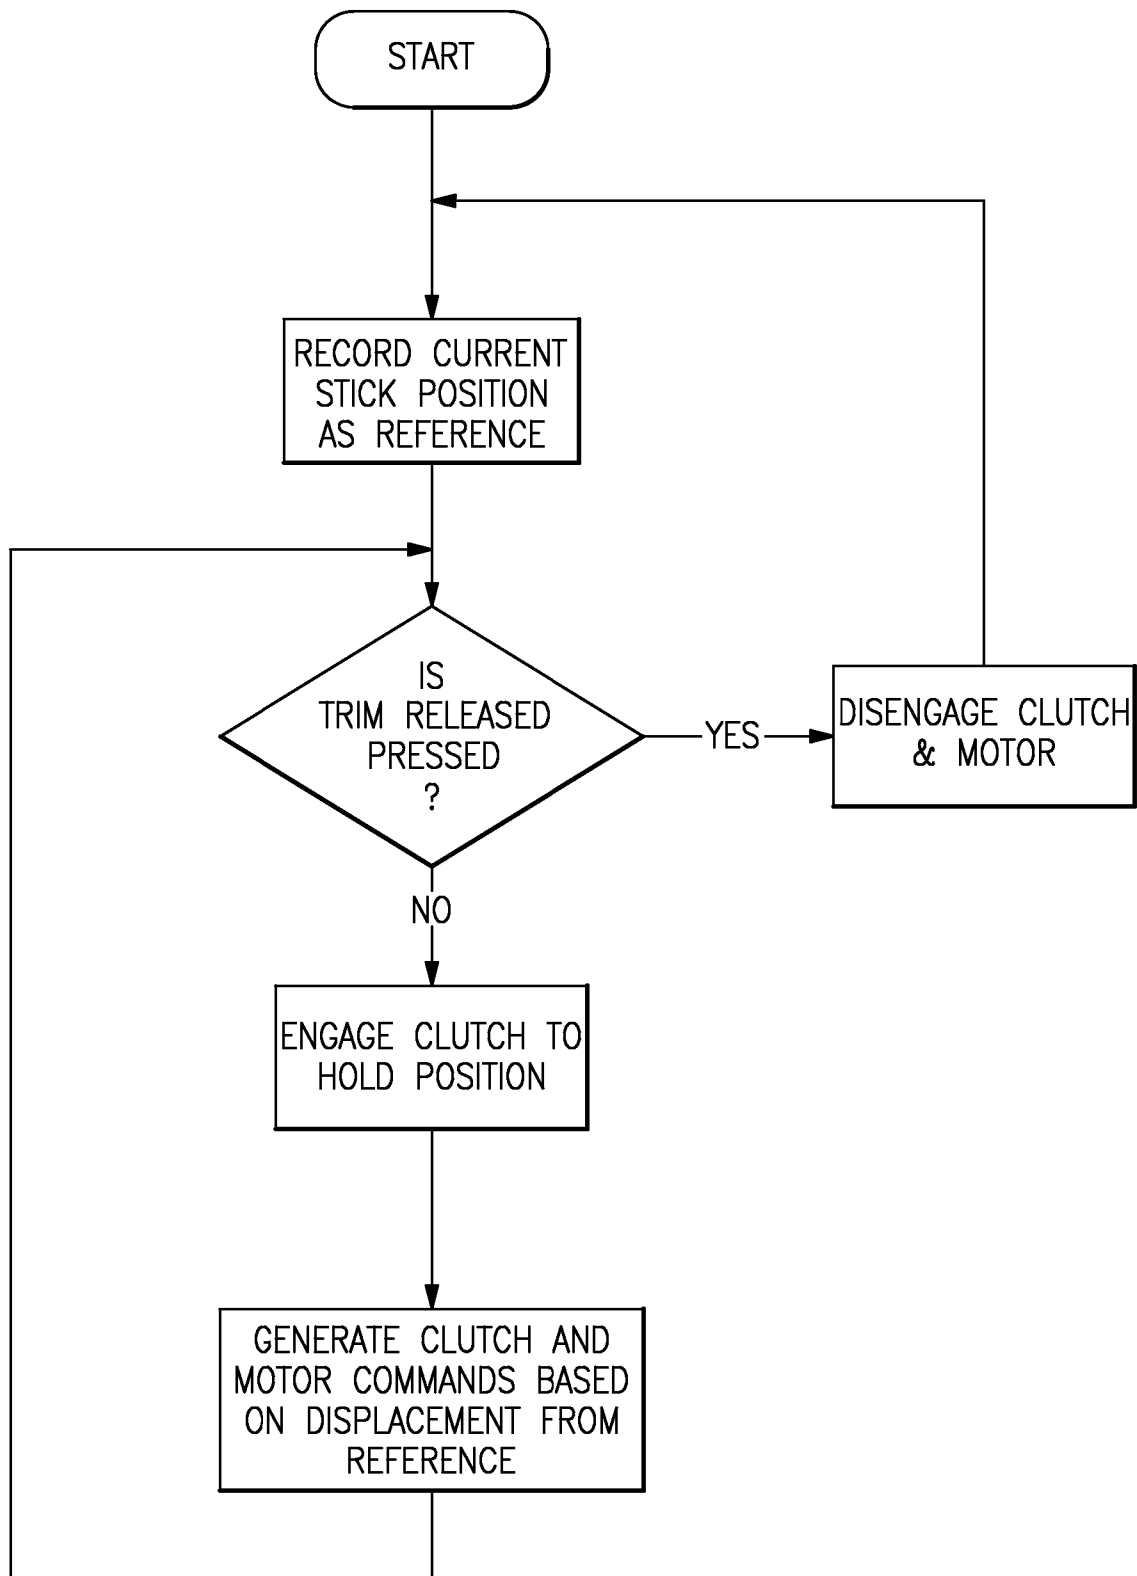 START
RECORD CURRENT
STICK POSITION
AS REFERENCE
IS
TRIM RELEASED
PRESSED
?
YES
DISENGAGE CLUTCH
& MOTOR
NO
ENGAGE CLUTCH TO
HOLD POSITION
GENERATE CLUTCH AND
MOTOR COMMANDS BASED
ON DISPLACEMENT FROM
REFERENCE